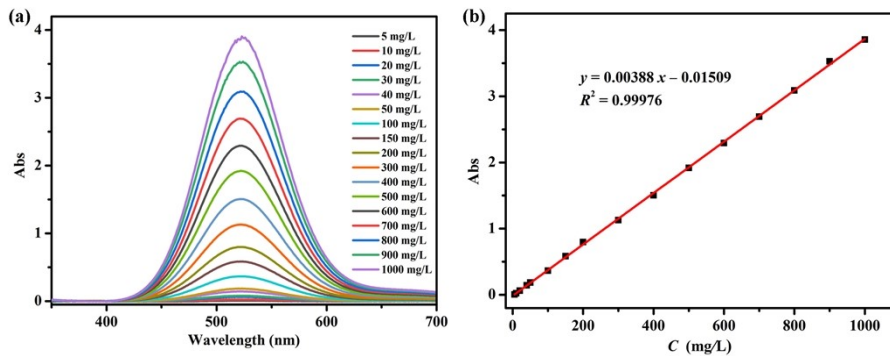 (a)
4
3
2
1
0
Abs
400
500
600
700
Wavelength (nm)
5 mg/L
10 mg/L
20 mg/L
30 mg/L
40 mg/L
50 mg/L
100 mg/L
150 mg/L
200 mg/L
300 mg/L
400 mg/L
500 mg/L
600 mg/L
700 mg/L
800 mg/L
900 mg/L
1000 mg/L
(b)
4
3
2
1
0
Abs
y = 0.00388 x – 0.01509
R² = 0.99976
0
200
400
600
800
1000
C (mg/L)